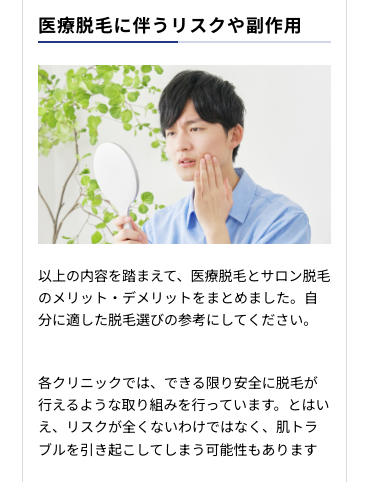 医療脱毛に伴うリスクや副作用
以上の内容を踏まえて、医療脱毛とサロン脱毛
のメリット・デメリットをまとめました。自
分に適した脱毛選びの参考にしてください。
各クリニックでは、できる限り安全に脱毛が
行えるような取り組みを行っています。とはい
え、リスクが全くないわけではなく、肌トラ
ブルを引き起こしてしまう可能性もあります